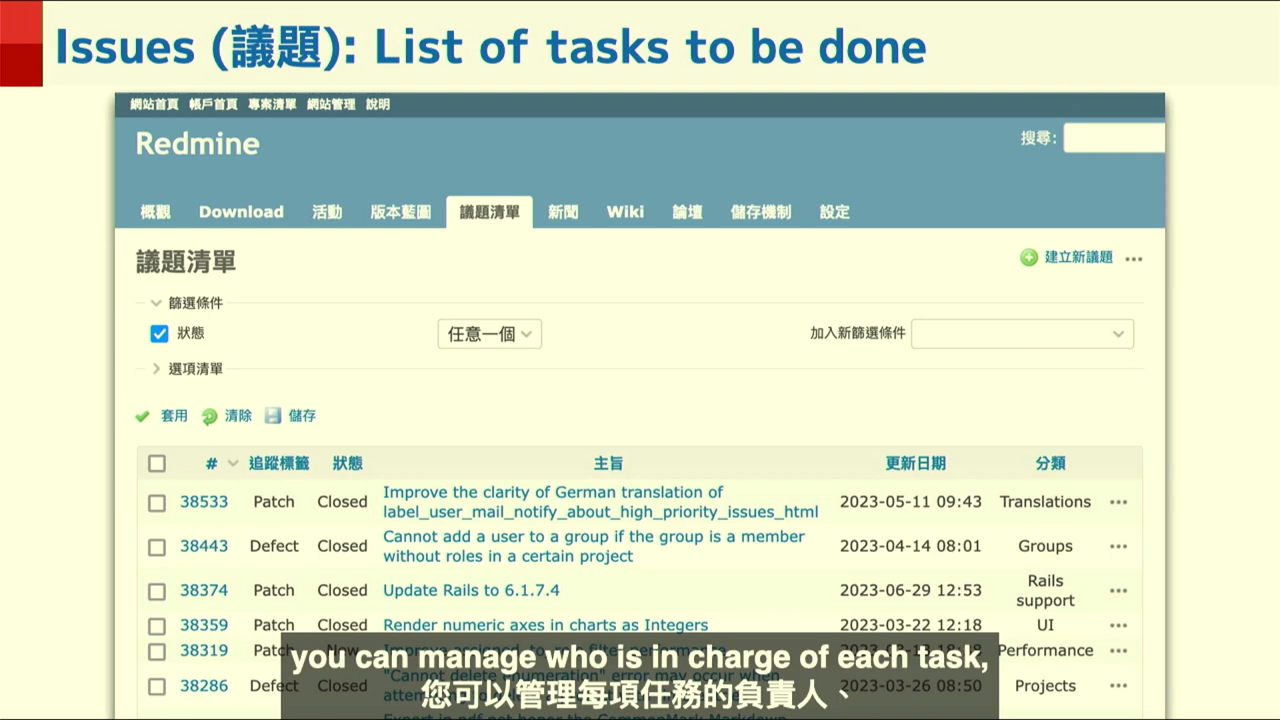 Issues (議題): List of tasks to be done
網站首頁 帳戶首頁 專案清單 網站管理 說明
Redmine
搜尋:
概觀 Download 活動 版本藍圖 議題清單 新聞 Wiki 論壇 儲存機制 設定
議題清單
建立新議題
篩選條件
狀態 任意一個 加入新篩選條件
選項清單
套用 清除 儲存
# 追蹤標籤 狀態 主旨 更新日期 分類
38533 Patch Closed Improve the clarity of German translation of label_user_mail_notify_about_high_priority_issues_html 2023-05-11 09:43 Translations
38443 Defect Closed Cannot add a user to a group if the group is a member without roles in a certain project 2023-04-14 08:01 Groups
38374 Patch Closed Update Rails to 6.1.7.4 2023-06-29 12:53 Rails support
38359 Patch Closed Render numeric axes in charts as Integers 2023-03-22 12:18 UI
38319 Patch Performance
38286 Defect Closed "Cannot delete enumeration" error may occur when 2023-03-26 08:50 Projects
you can manage who is in charge of each task,
您可以管理每項任務的負責人、